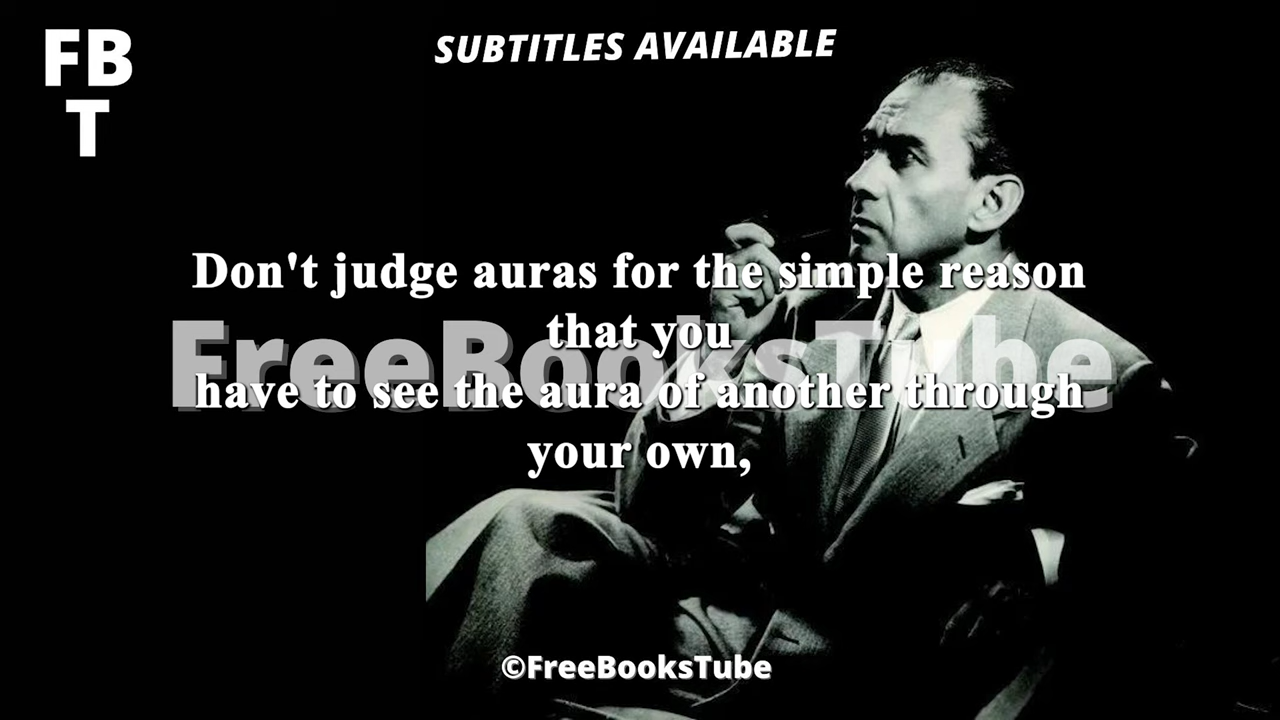 FB
T
SUBTITLES AVAILABLE
Don't judge auras for the simple reason
that you
FreeBooksTube
have to see the aura of another through
your own,
©FreeBooksTube